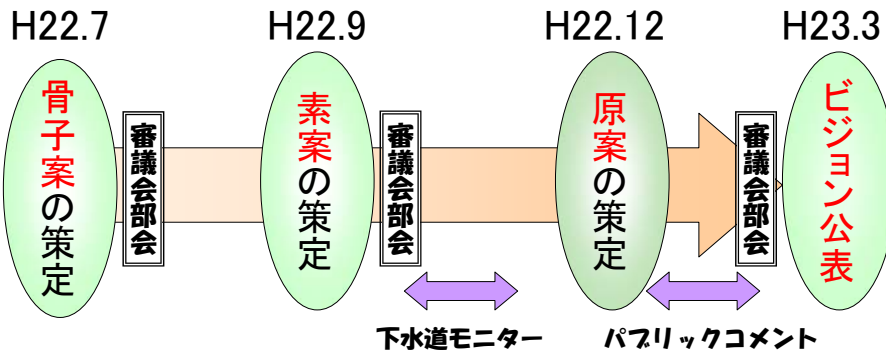 H22.7
H22.9
H22.12
H23.3
骨子案の策定
審議会部会
素案の策定
審議会部会
原案の策定
審議会部会
ビジョン公表
下水道モニター
パブリックコメント